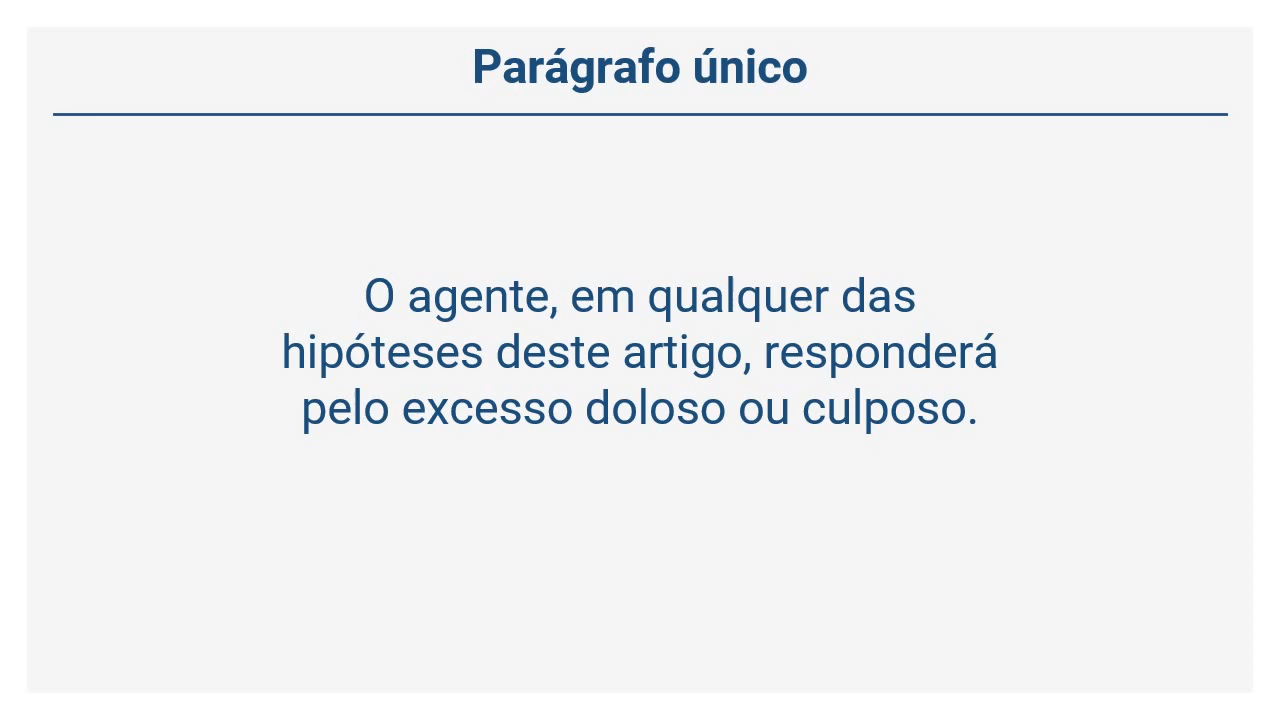 Parágrafo único
O agente, em qualquer das
hipóteses deste artigo, responderá
pelo excesso doloso ou culposo.